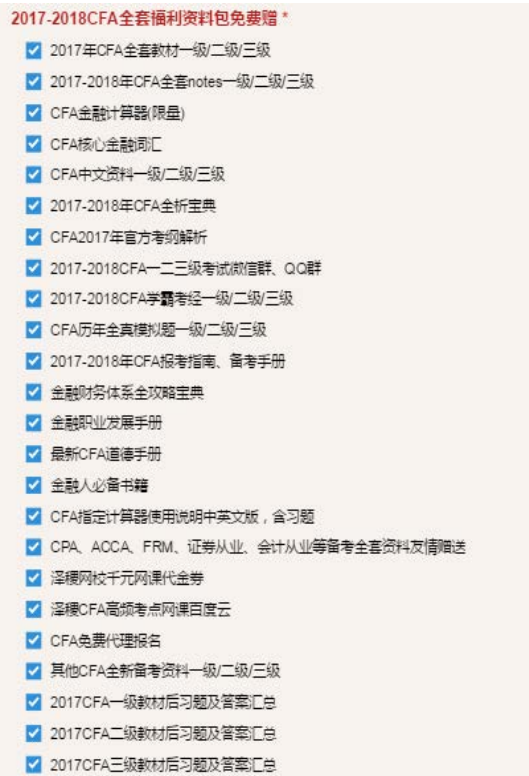 2017-2018CFA全套福利资料包免费赠 *
2017年CFA全套教材一级/二级/三级
2017-2018年CFA全套notes一级/二级/三级
CFA金融计算器(限量)
CFA核心金融词汇
CFA中文资料一级/二级/三级
2017-2018年CFA全析宝典
CFA2017年官方考纲解析
2017-2018CFA一二三级考试微信群、QQ群
2017-2018CFA学霸考经一级/二级/三级
CFA历年全真模拟题一级/二级/三级
2017-2018年CFA报考指南、备考手册
金融财务体系全攻略宝典
金融职业发展手册
最新CFA道德手册
金融人必备书籍
CFA指定计算器使用说明中英文版，含习题
CPA、ACCA、FRM、证券从业、会计从业等备考全套资料友情赠送
泽稷网校千元网课代金券
泽稷CFA高频考点网课百度云
CFA免费代理报名
其他CFA全新备考资料一级/二级/三级
2017CFA一级教材后习题及答案汇总
2017CFA二级教材后习题及答案汇总
2017CFA三级教材后习题及答案汇总